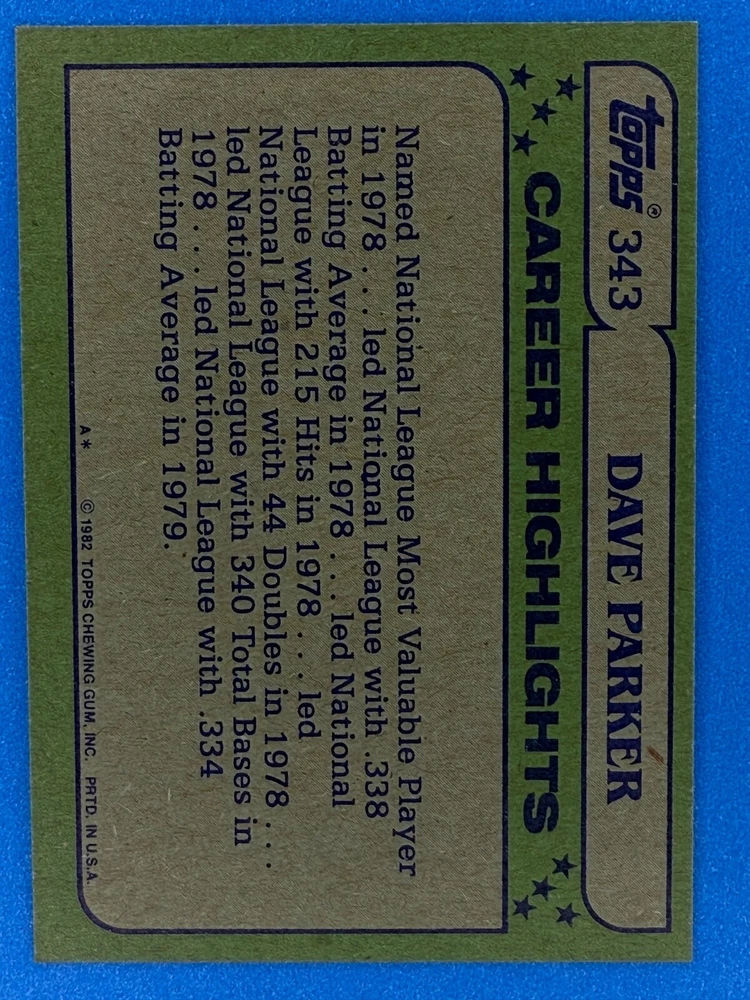 topps® 343 DAVE PARKER
CAREER HIGHLIGHTS
Named National League Most Valuable Player
in 1978 . . . led National League with .338
Batting Average in 1978 . . . led National
League with 215 Hits in 1978 . . . led
National League with 44 Doubles in 1978 . . .
led National League with 340 Total Bases in
1978 . . . led National League with .334
Batting Average in 1979.
A* © 1982 TOPPS CHEWING GUM, INC. PRTD. IN U.S.A.